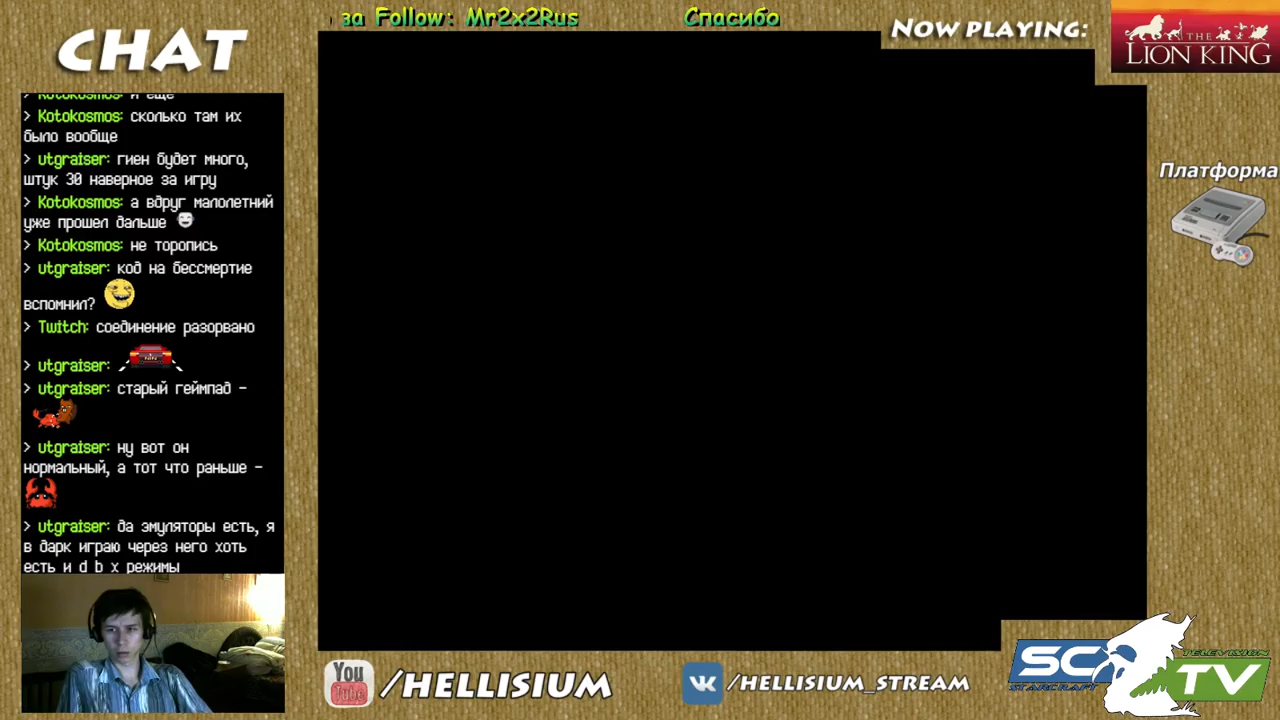 за Follow: Mr2x2Rus Спасибо
CHAT
NOW PLAYING:
THE
LION KING
> Kotokosmos: и еще
> Kotokosmos: сколько там их
было вообще
> utgraiser: гиен будет много,
штук 30 наверное за игру
> Kotokosmos: а вдруг малолетний
уже прошел дальше
> Kotokosmos: не торопись
> utgraiser: код на бессмертие
вспомнил?
> Twitch: соединение разорвано
> utgraiser:
> utgraiser: старый геймпад -
> utgraiser: ну вот он
нормальный, а тот что раньше -
> utgraiser: да эмуляторы есть, я
в дарк играю через него хоть
есть и d b x режимы
Платформа
You
Tube
/HELLISIUM
/HELLISIUM_STREAM
SC
STARCRAFT
TELEVISION
TV